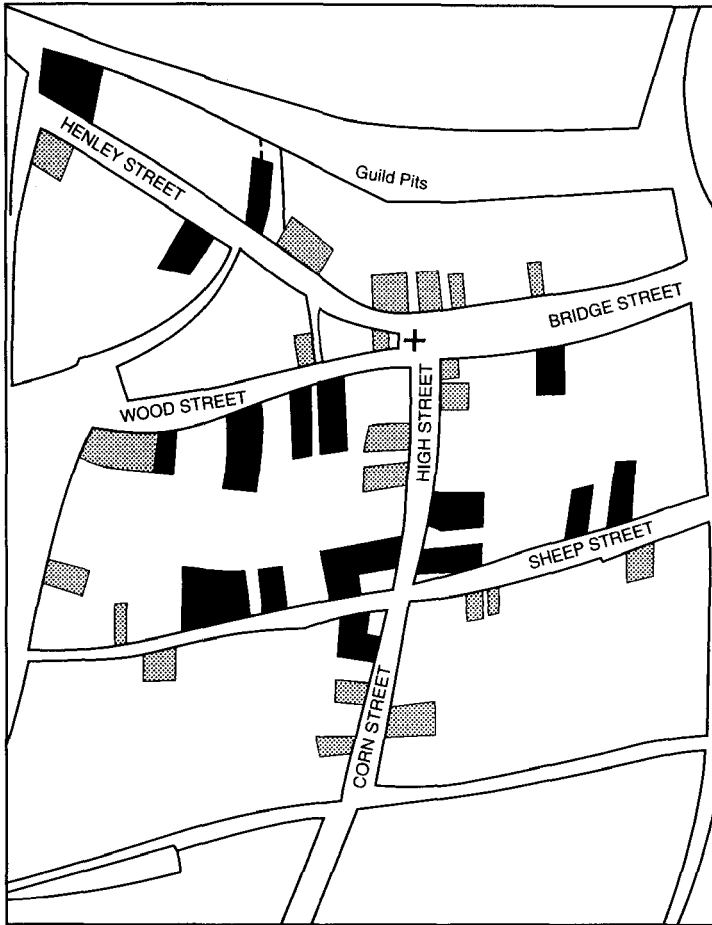 HENLEY STREET
Guild Pits
BRIDGE STREET
WOOD STREET
HIGH STREET
SHEEP STREET
CORN STREET